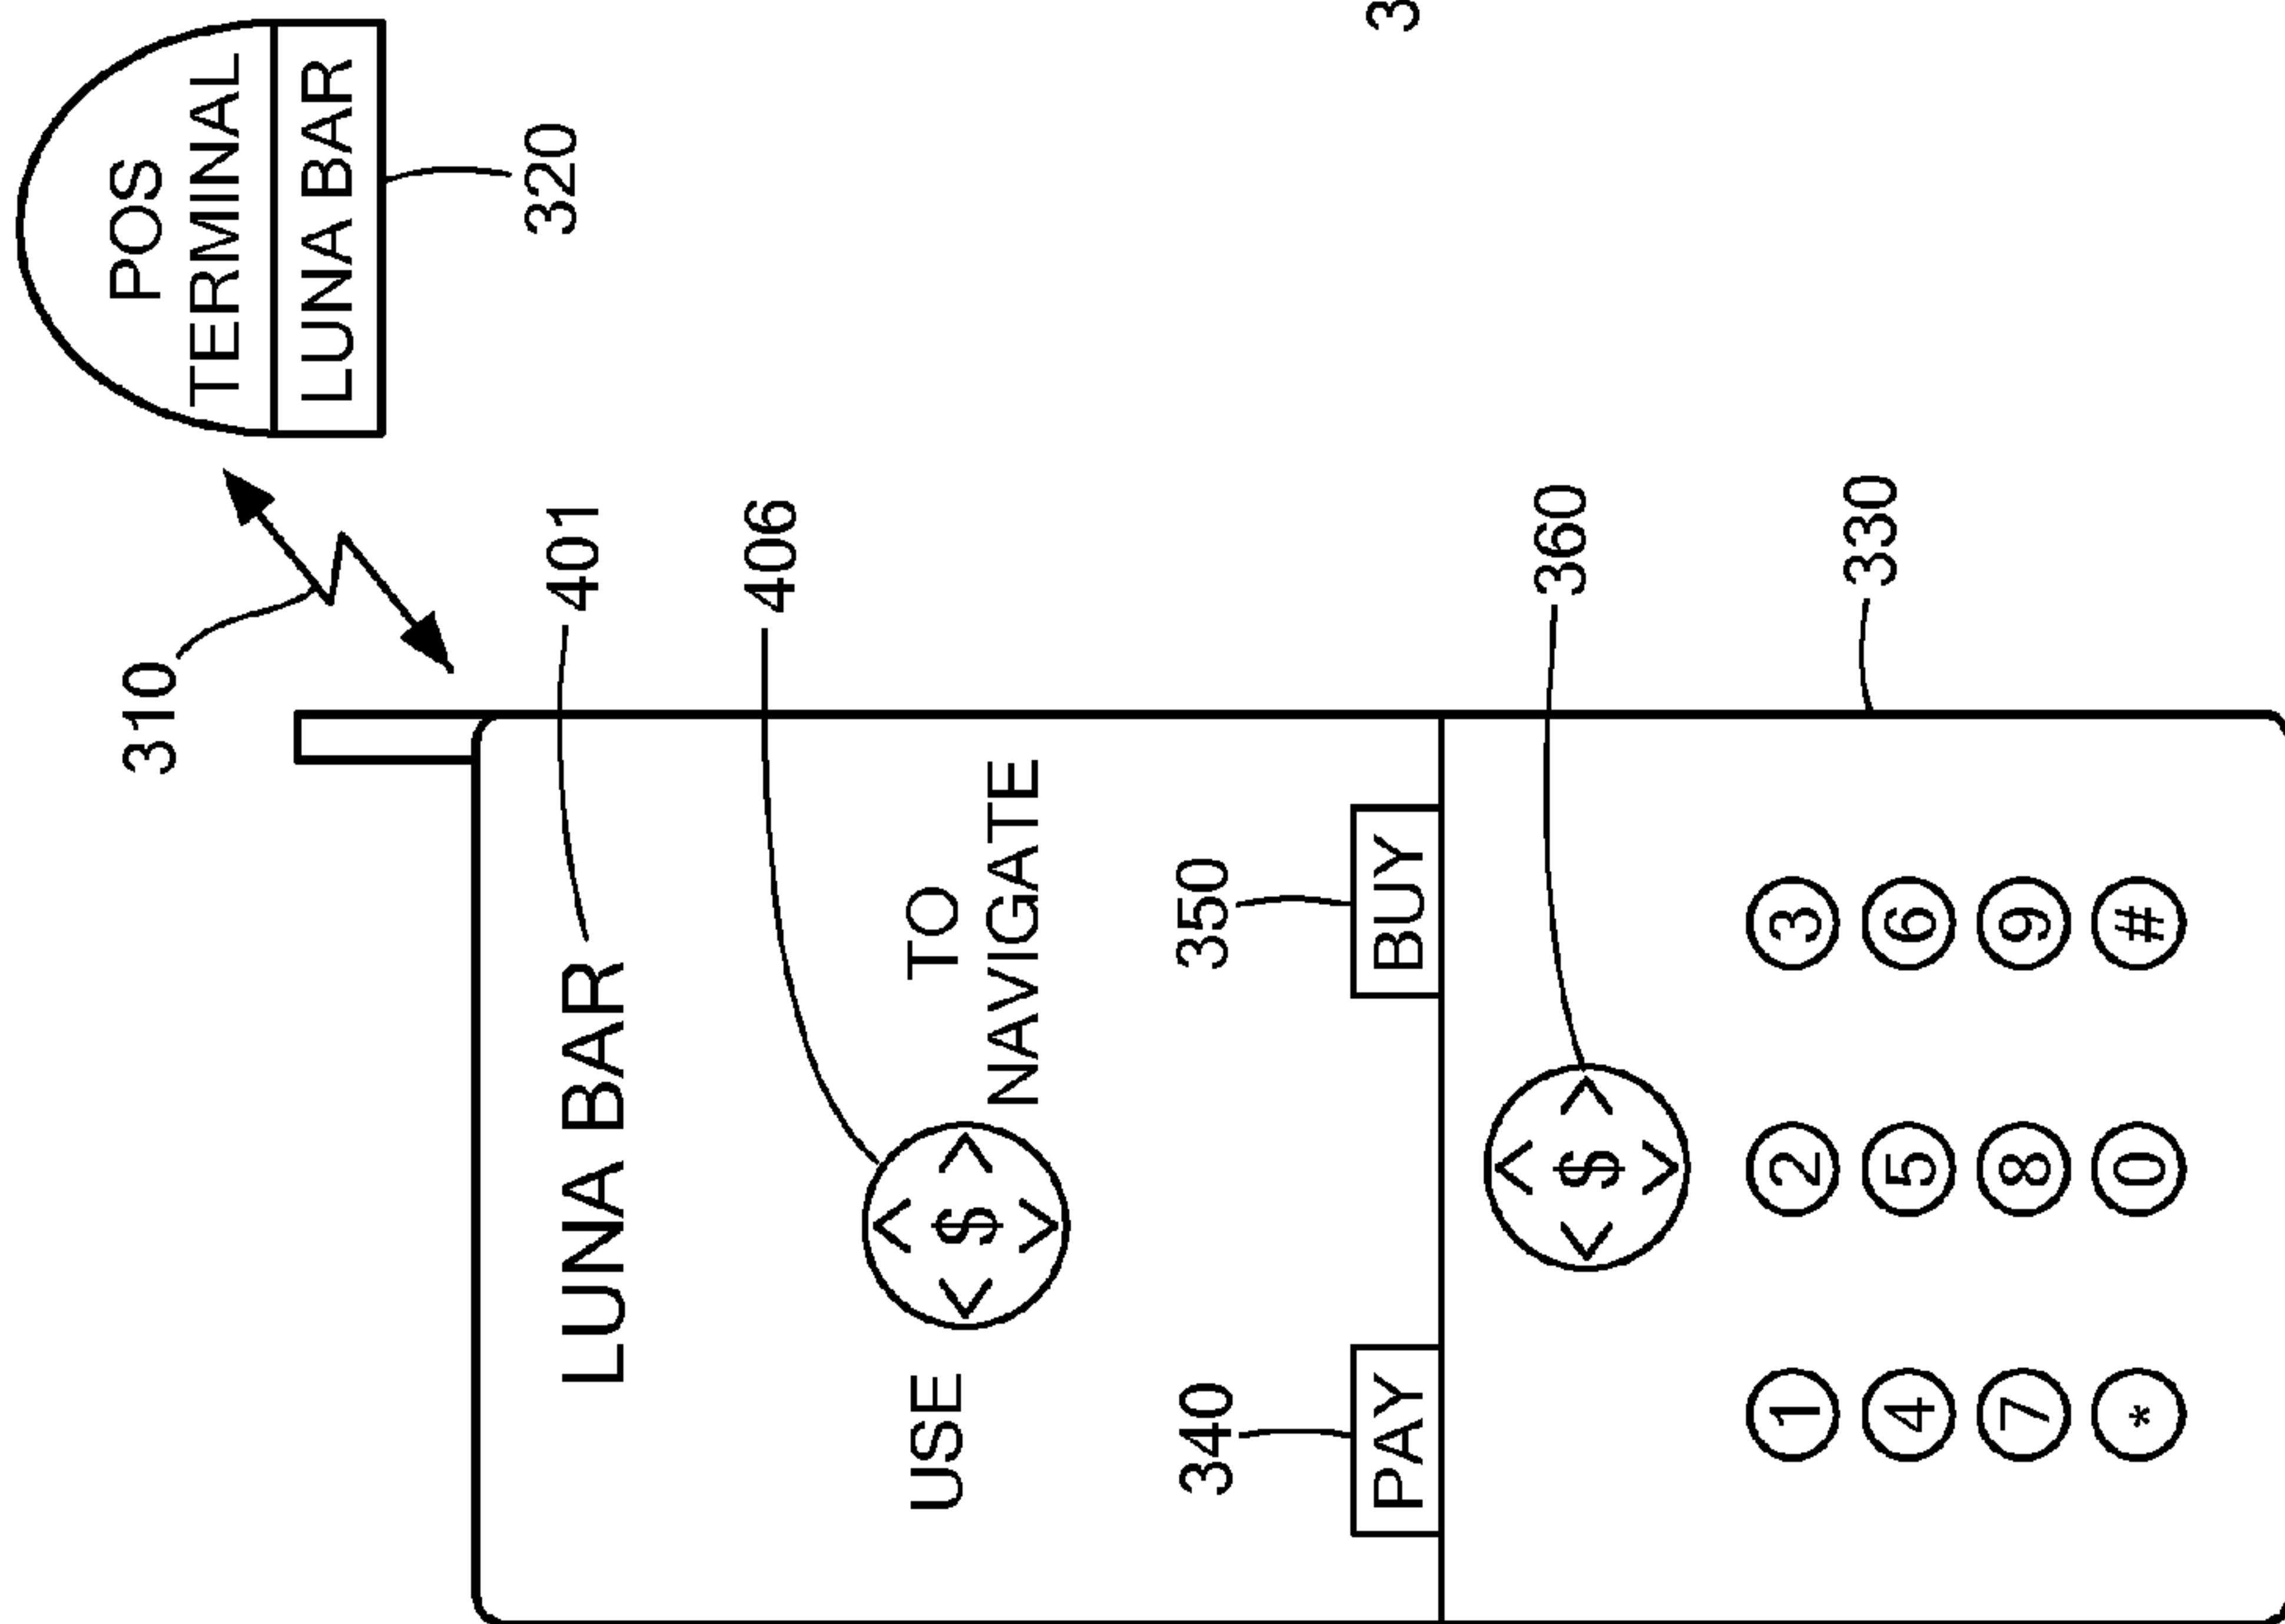 POS
TERMINAL
LUNA BAR
320
310
401
LUNA BAR
406
USE
< $ >
TO
NAVIGATE
340
350
PAY
BUY
360
< $ >
330
1 2 3
4 5 6
7 8 9
* 0 #
3